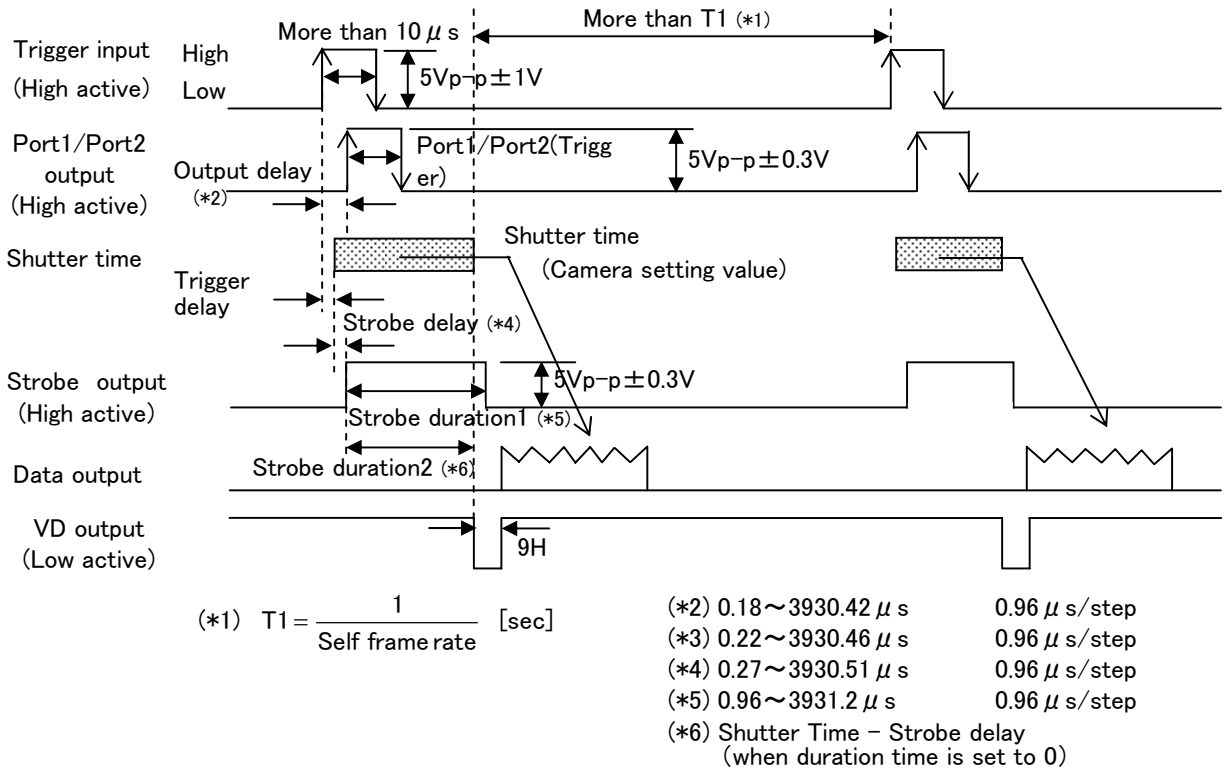 More than T1 (*1)
More than 10 μ s
Trigger input
(High active)
High
Low
5Vp-p±1V
Port1/Port2
output
(High active)
Output delay
(*2)
Port1/Port2(Trigg
er)
5Vp-p±0.3V
Shutter time
Shutter time
(Camera setting value)
Trigger
delay
Strobe delay (*4)
Strobe output
(High active)
5Vp-p±0.3V
Strobe duration1 (*5)
Strobe duration2 (*6)
Data output
VD output
(Low active)
9H
(*1) T1 = 1 / Self frame rate [sec]
(*2) 0.18～3930.42 μ s 0.96 μ s/step
(*3) 0.22～3930.46 μ s 0.96 μ s/step
(*4) 0.27～3930.51 μ s 0.96 μ s/step
(*5) 0.96～3931.2 μ s 0.96 μ s/step
(*6) Shutter Time - Strobe delay
(when duration time is set to 0)